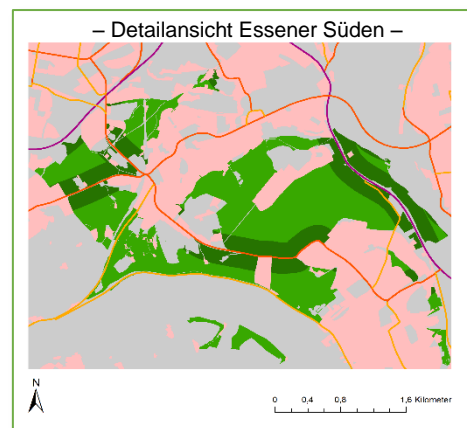 – Detailansicht Essener Süden –
N
0 0,4 0,8 1,6 Kilometer